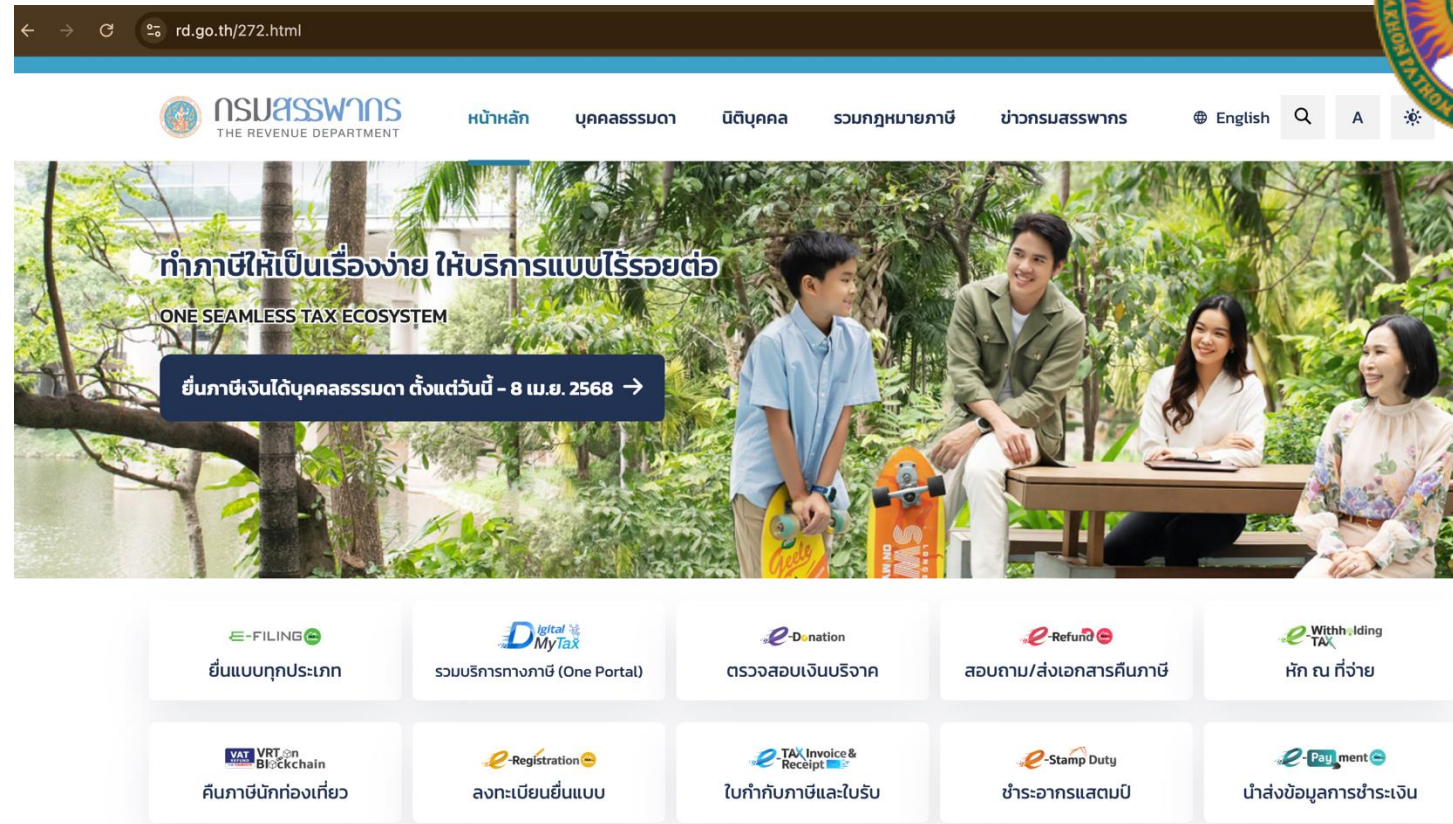 rd.go.th/272.html
NAKHON PATHO
กรมสรรพากร
THE REVENUE DEPARTMENT
หน้าหลัก บุคคลธรรมดา นิติบุคคล รวมกฎหมายภาษี ข่าวกรมสรรพากร English A
ทำภาษีให้เป็นเรื่องง่าย ให้บริการแบบไร้รอยต่อ
ONE SEAMLESS TAX ECOSYSTEM
ยื่นภาษีเงินได้บุคคลธรรมดา ตั้งแต่วันนี้ - 8 เม.ย. 2568 →
Geele
SW
ON MY
LONG
E-FILING
ยื่นแบบทุกประเภท
Digital MyTax
รวมบริการทางภาษี (One Portal)
e-Donation
ตรวจสอบเงินบริจาค
e-Refund
สอบถาม/ส่งเอกสารคืนภาษี
e-Withholding TAX
หัก ณ ที่จ่าย
VAT REFUND VRT on Blockchain
คืนภาษีนักท่องเที่ยว
e-Registration
ลงทะเบียนยื่นแบบ
e-TAX Invoice & Receipt
ใบกำกับภาษีและใบรับ
e-Stamp Duty
ชำระอากรแสตมป์
e-Payment
นำส่งข้อมูลการชำระเงิน